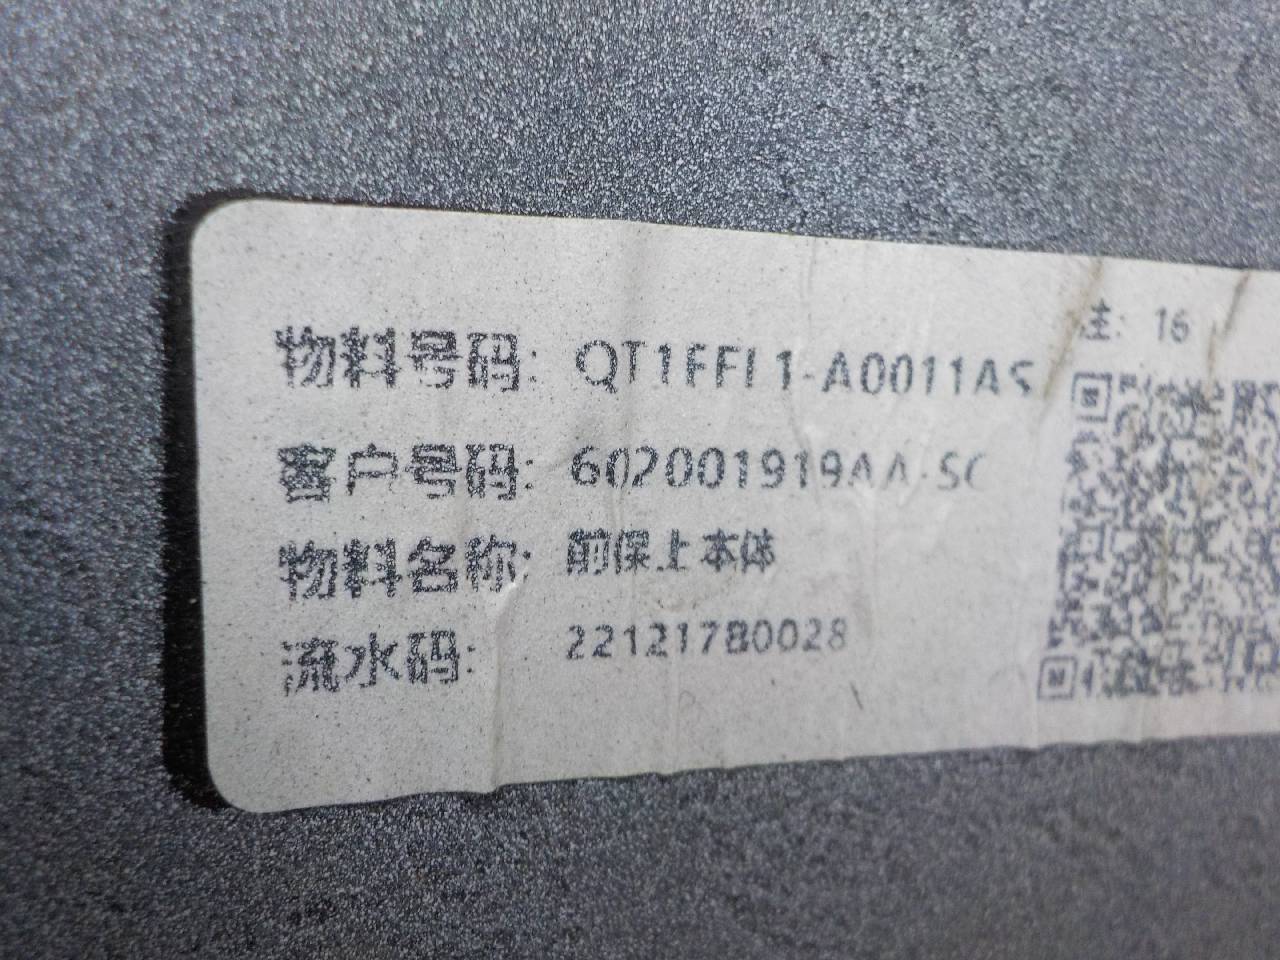 注: 16
物料号码: QT1FFL1-A0011AS
客户号码: 602001919AA-SC
物料名称: 前保上本体
流水码: 22121780028